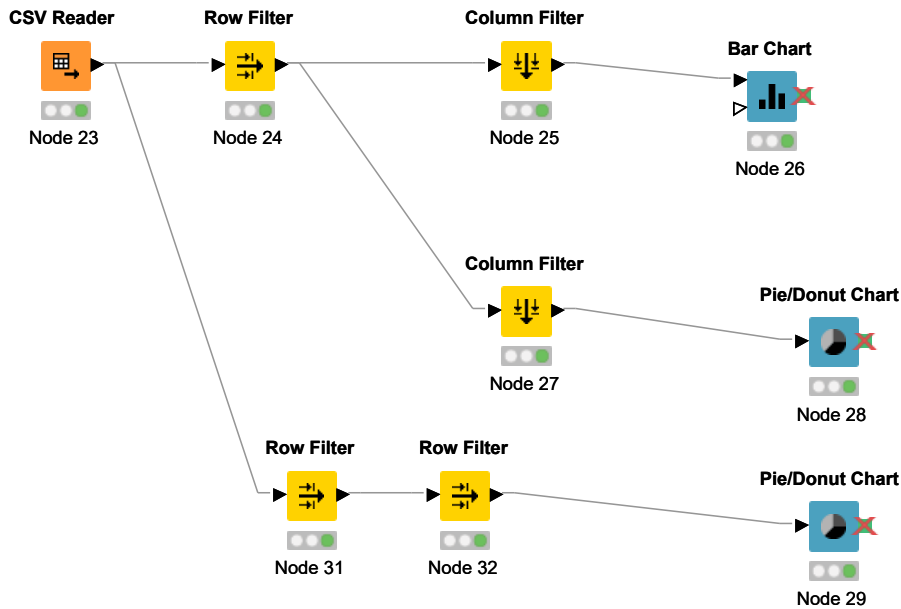 CSV Reader
Row Filter
Column Filter
Bar Chart
Node 23
Node 24
Node 25
Node 26
Column Filter
Pie/Donut Chart
Node 27
Node 28
Row Filter
Row Filter
Pie/Donut Chart
Node 31
Node 32
Node 29